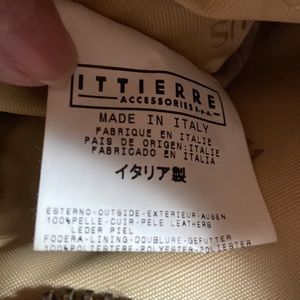 ITTIERRE
ACCESSORIES S.p.A.
MADE IN ITALY
FABRIQUE EN ITALIE
PAIS DE ORIGEN:ITALIA
FABRICADO EN ITALIA
イタリア製
ESTERNO-OUTSIDE-EXTERIEUR-AUßEN
100%PELLE-CUIR-PELE LEATHERS
LEDER PIEL
FODERA-LINING-DOUBLURE-GEFUTTER
100%POLIESTERE-POLYESTER-POLIESTER